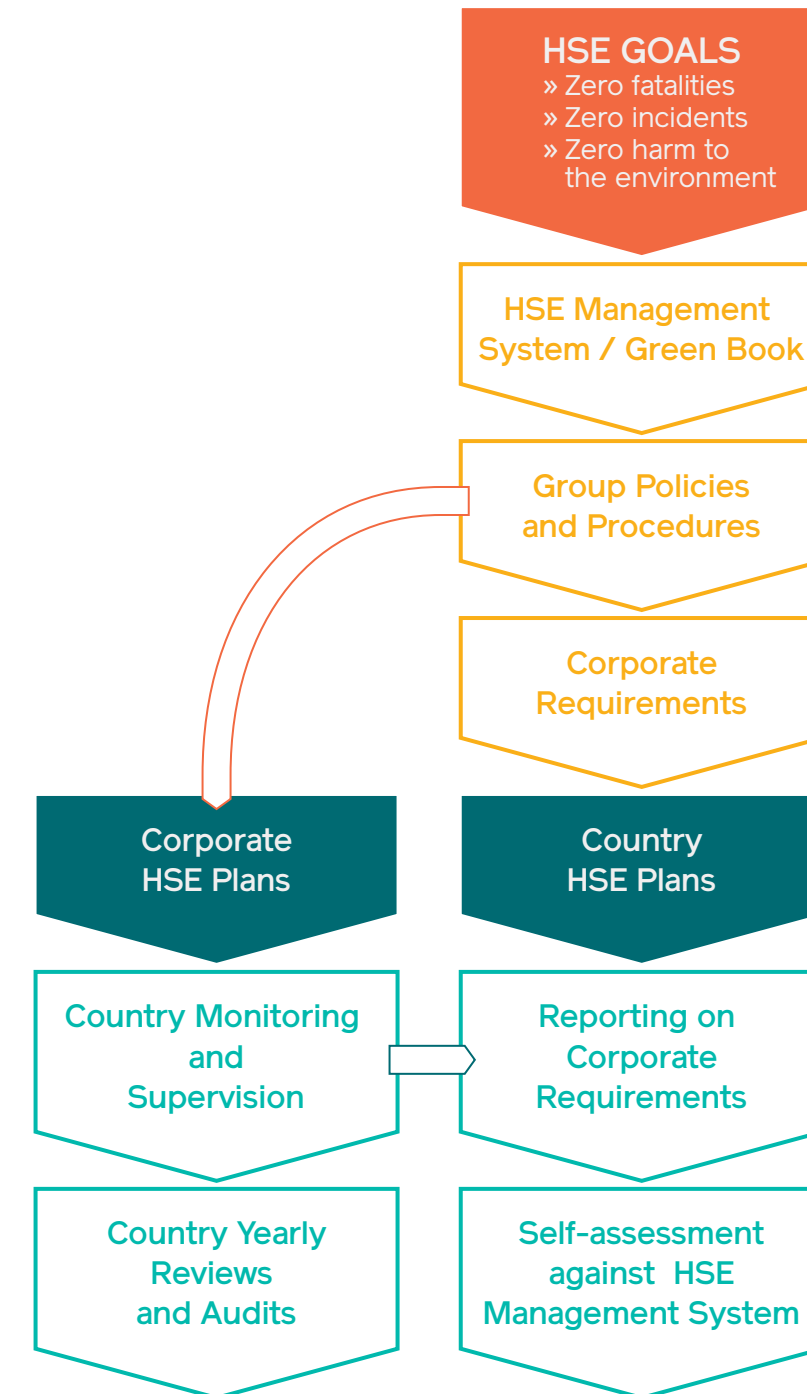 HSE GOALS
» Zero fatalities
» Zero incidents
» Zero harm to
the environment
HSE Management
System / Green Book
Group Policies
and Procedures
Corporate
Requirements
Corporate
HSE Plans
Country
HSE Plans
Country Monitoring
and
Supervision
Reporting on
Corporate
Requirements
Country Yearly
Reviews
and Audits
Self-assessment
against HSE
Management System